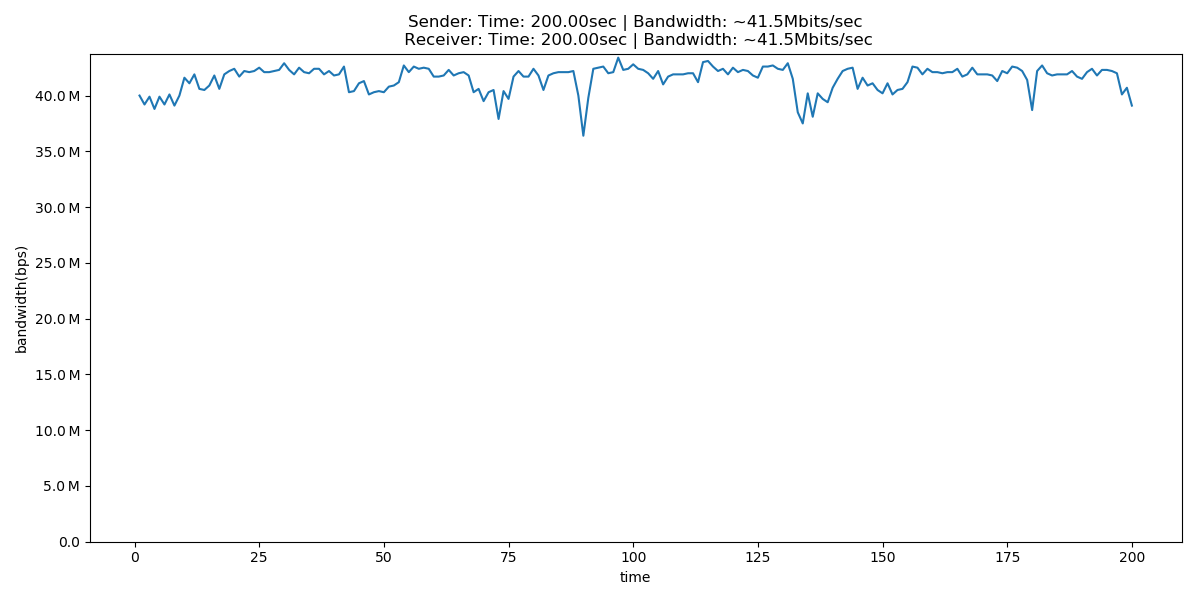 Sender: Time: 200.00sec | Bandwidth: ~41.5Mbits/sec
Receiver: Time: 200.00sec | Bandwidth: ~41.5Mbits/sec
40.0 M
35.0 M
30.0 M
25.0 M
20.0 M
15.0 M
10.0 M
5.0 M
0.0
bandwidth(bps)
0 25 50 75 100 125 150 175 200
time